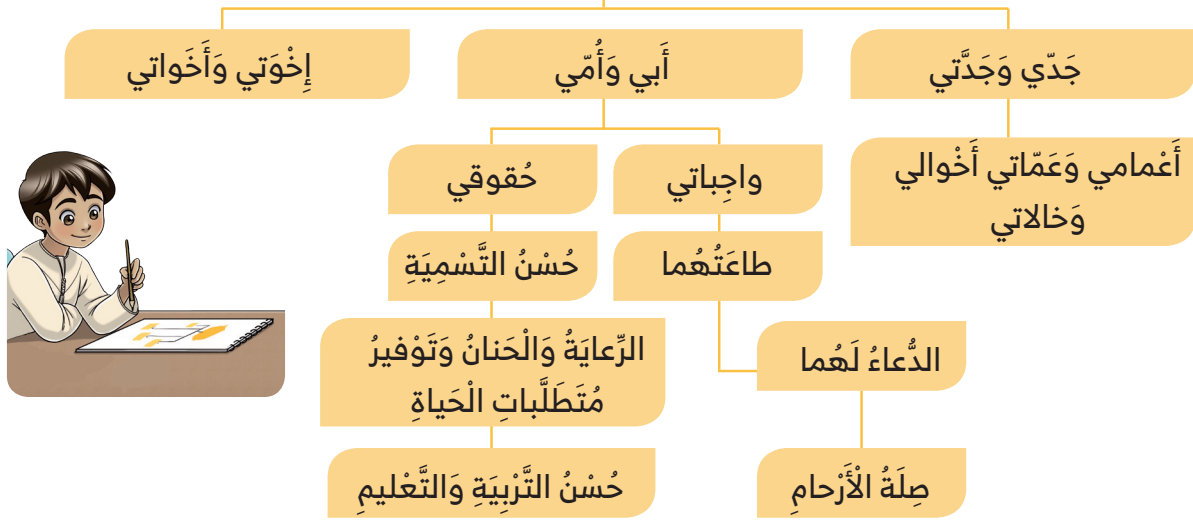 جَدّي وَجَدَّتي
أَبي وَأُمّي
إِخْوَتي وَأَخَواتي
أَعْمامي وَعَمّاتي أَخْوالي
وَخالاتي
واجِباتي
حُقوقي
طاعَتُهُما
حُسْنُ التَّسْمِيَةِ
الدُّعاءُ لَهُما
الرِّعايَةُ وَالْحَنانُ وَتَوْفيرُ
مُتَطَلَّباتِ الْحَياةِ
صِلَةُ الْأَرْحامِ
حُسْنُ التَّرْبِيَةِ وَالتَّعْليمِ